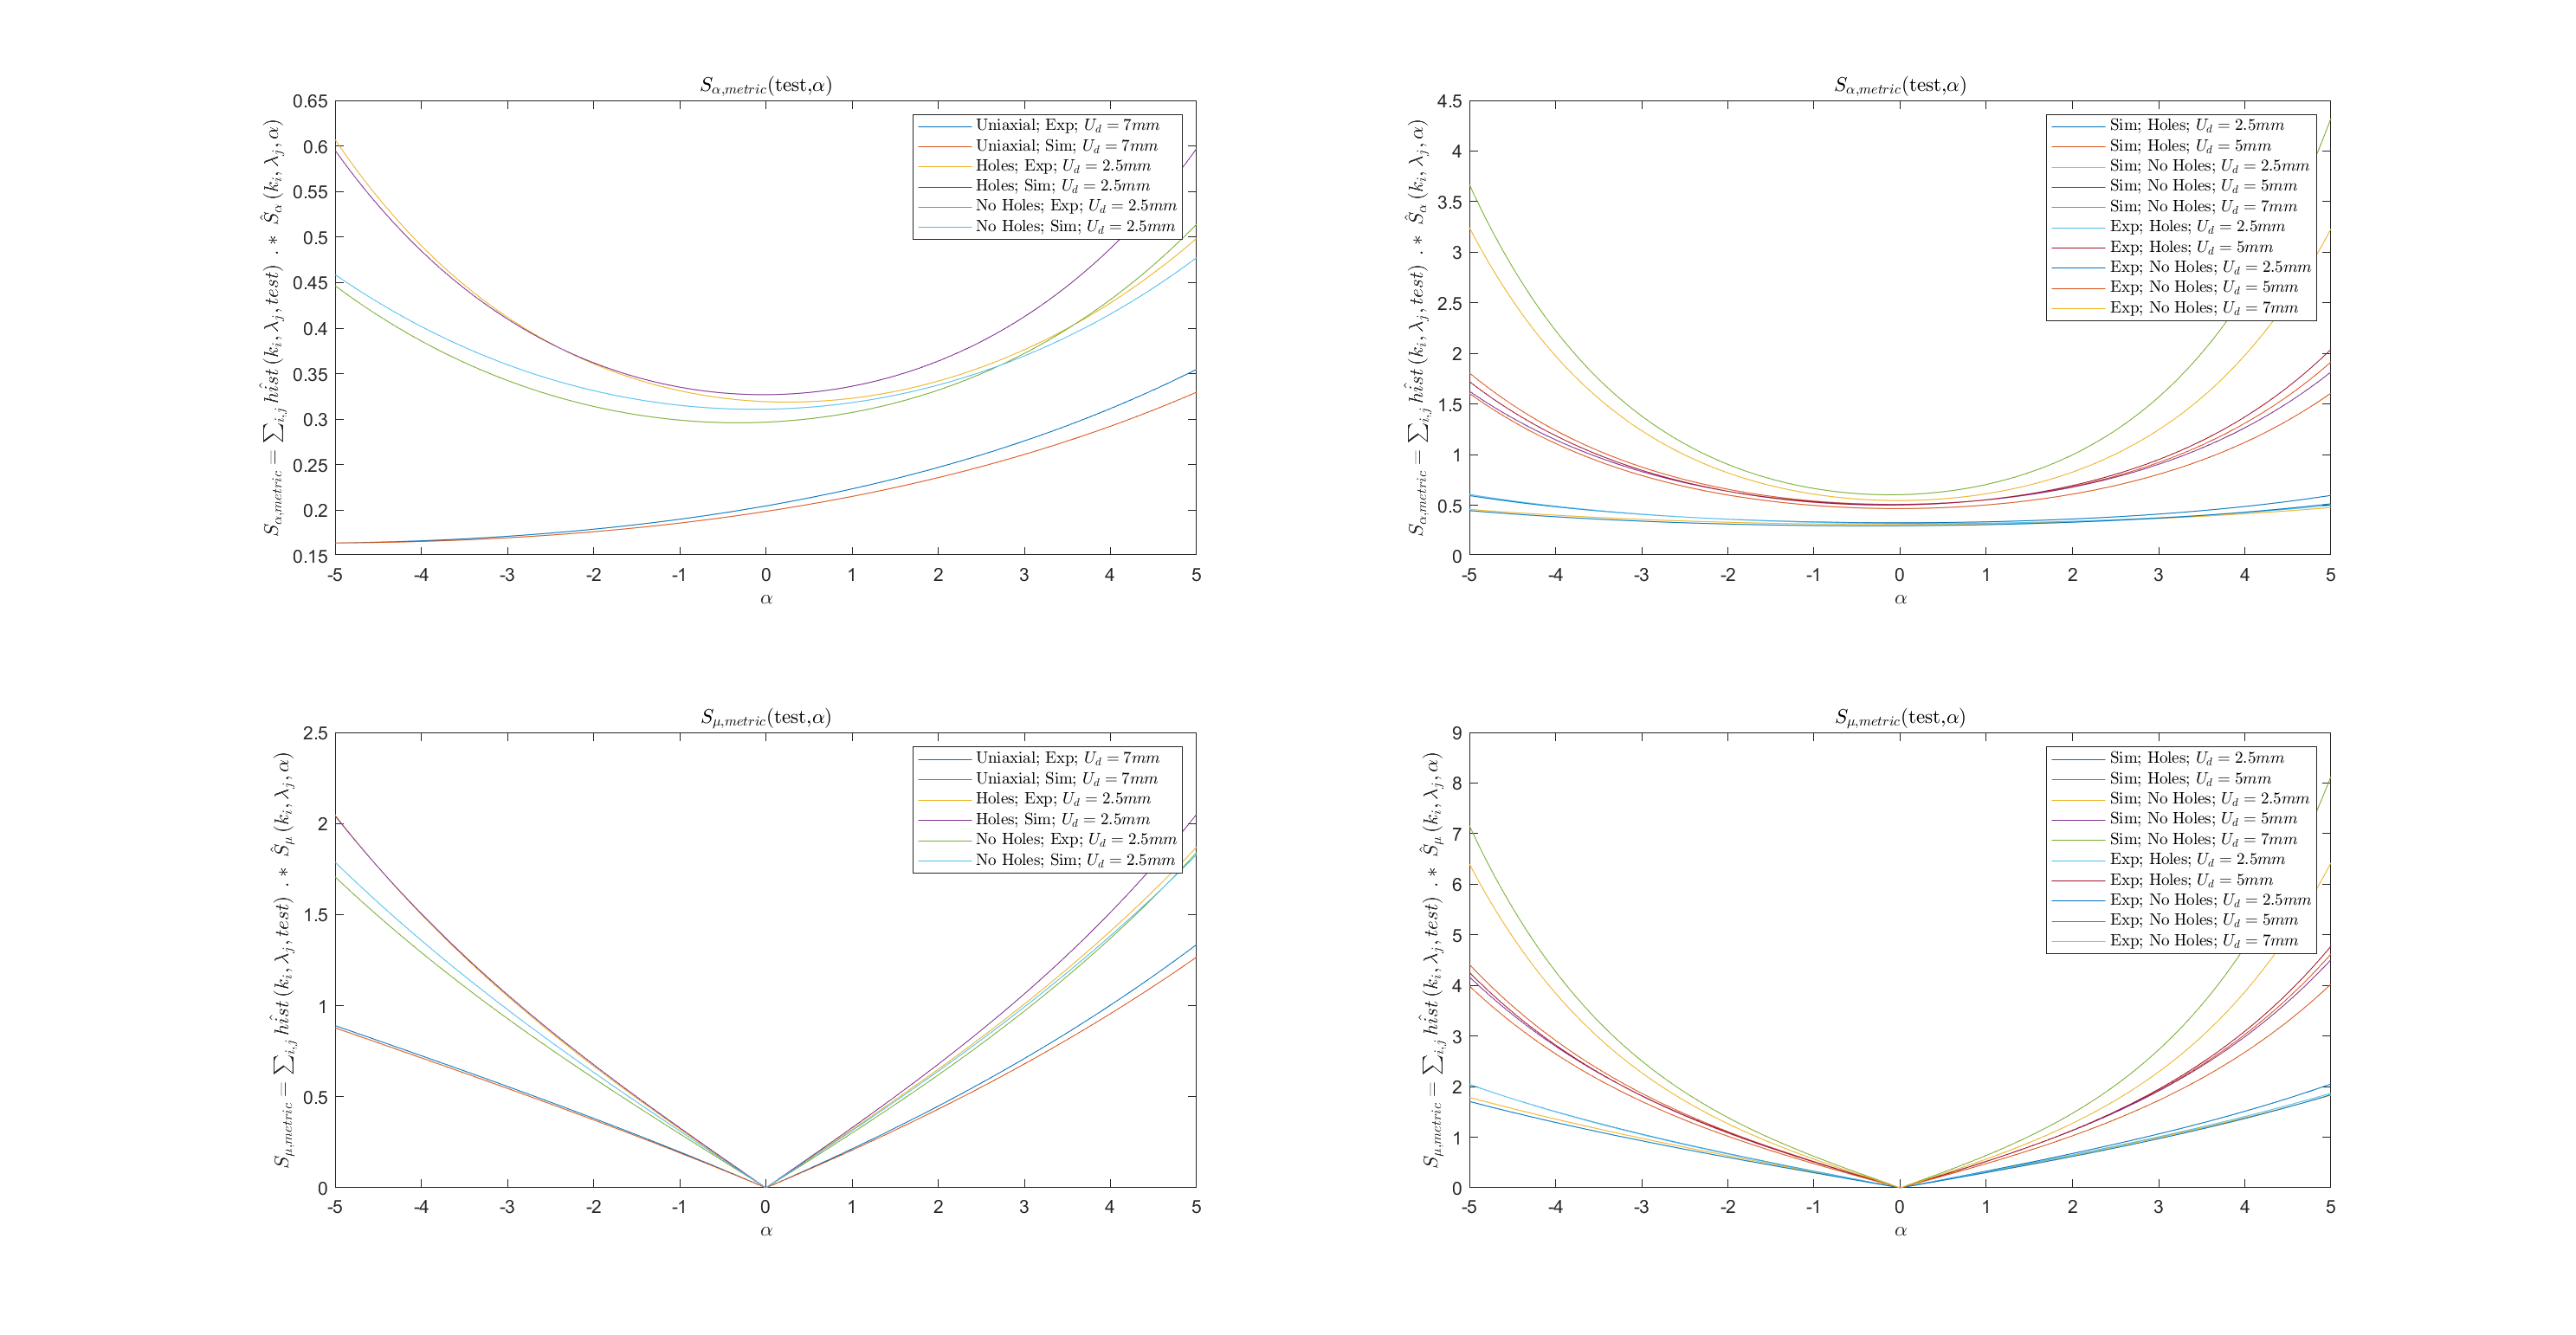 S_{α,metric}(test,α)
0.65
0.6
0.55
0.5
0.45
0.4
0.35
0.3
0.25
0.2
0.15
-5 -4 -3 -2 -1 0 1 2 3 4 5
α
S_{α,metric} = ∑_{i,j} hîst (k_i, λ_j, test) .* Ŝ_α (k_i, λ_j, α)
Uniaxial; Exp; U_d = 7mm
Uniaxial; Sim; U_d = 7mm
Holes; Exp; U_d = 2.5mm
Holes; Sim; U_d = 2.5mm
No Holes; Exp; U_d = 2.5mm
No Holes; Sim; U_d = 2.5mm
S_{α,metric}(test,α)
4.5
4
3.5
3
2.5
2
1.5
1
0.5
0
-5 -4 -3 -2 -1 0 1 2 3 4 5
α
S_{α,metric} = ∑_{i,j} hîst (k_i, λ_j, test) .* Ŝ_α (k_i, λ_j, α)
Sim; Holes; U_d = 2.5mm
Sim; Holes; U_d = 5mm
Sim; No Holes; U_d = 2.5mm
Sim; No Holes; U_d = 5mm
Sim; No Holes; U_d = 7mm
Exp; Holes; U_d = 2.5mm
Exp; Holes; U_d = 5mm
Exp; No Holes; U_d = 2.5mm
Exp; No Holes; U_d = 5mm
Exp; No Holes; U_d = 7mm
S_{μ,metric}(test,α)
2.5
2
1.5
1
0.5
0
-5 -4 -3 -2 -1 0 1 2 3 4 5
α
S_{μ,metric} = ∑_{i,j} hîst (k_i, λ_j, test) .* Ŝ_μ (k_i, λ_j, α)
Uniaxial; Exp; U_d = 7mm
Uniaxial; Sim; U_d = 7mm
Holes; Exp; U_d = 2.5mm
Holes; Sim; U_d = 2.5mm
No Holes; Exp; U_d = 2.5mm
No Holes; Sim; U_d = 2.5mm
S_{μ,metric}(test,α)
9
8
7
6
5
4
3
2
1
0
-5 -4 -3 -2 -1 0 1 2 3 4 5
α
S_{μ,metric} = ∑_{i,j} hîst (k_i, λ_j, test) .* Ŝ_μ (k_i, λ_j, α)
Sim; Holes; U_d = 2.5mm
Sim; Holes; U_d = 5mm
Sim; No Holes; U_d = 2.5mm
Sim; No Holes; U_d = 5mm
Sim; No Holes; U_d = 7mm
Exp; Holes; U_d = 2.5mm
Exp; Holes; U_d = 5mm
Exp; No Holes; U_d = 2.5mm
Exp; No Holes; U_d = 5mm
Exp; No Holes; U_d = 7mm